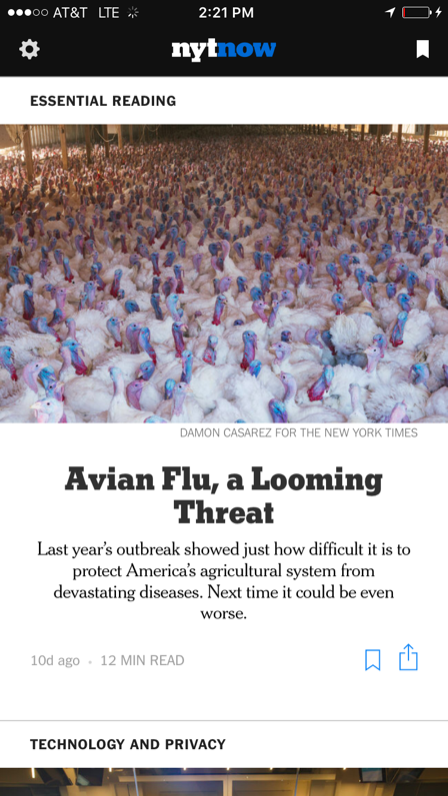 AT&T LTE 2:21 PM
nytnow
ESSENTIAL READING
DAMON CASAREZ FOR THE NEW YORK TIMES
Avian Flu, a Looming
Threat
Last year’s outbreak showed just how difficult it is to
protect America’s agricultural system from
devastating diseases. Next time it could be even
worse.
10d ago • 12 MIN READ
TECHNOLOGY AND PRIVACY